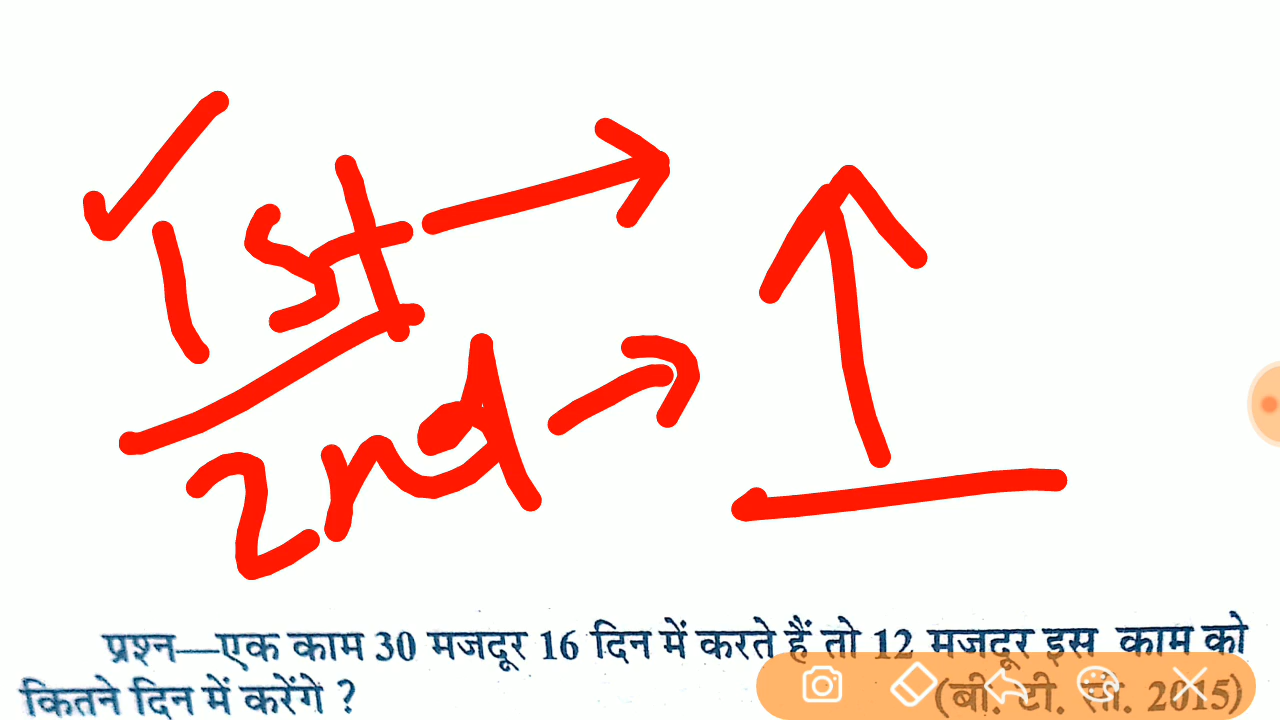 1st
2nd
प्रश्न—एक काम 30 मजदूर 16 दिन में करते हैं तो 12 मजदूर इस काम को
कितने दिन में करेंगे ? (बी. टी. सी. 2015)